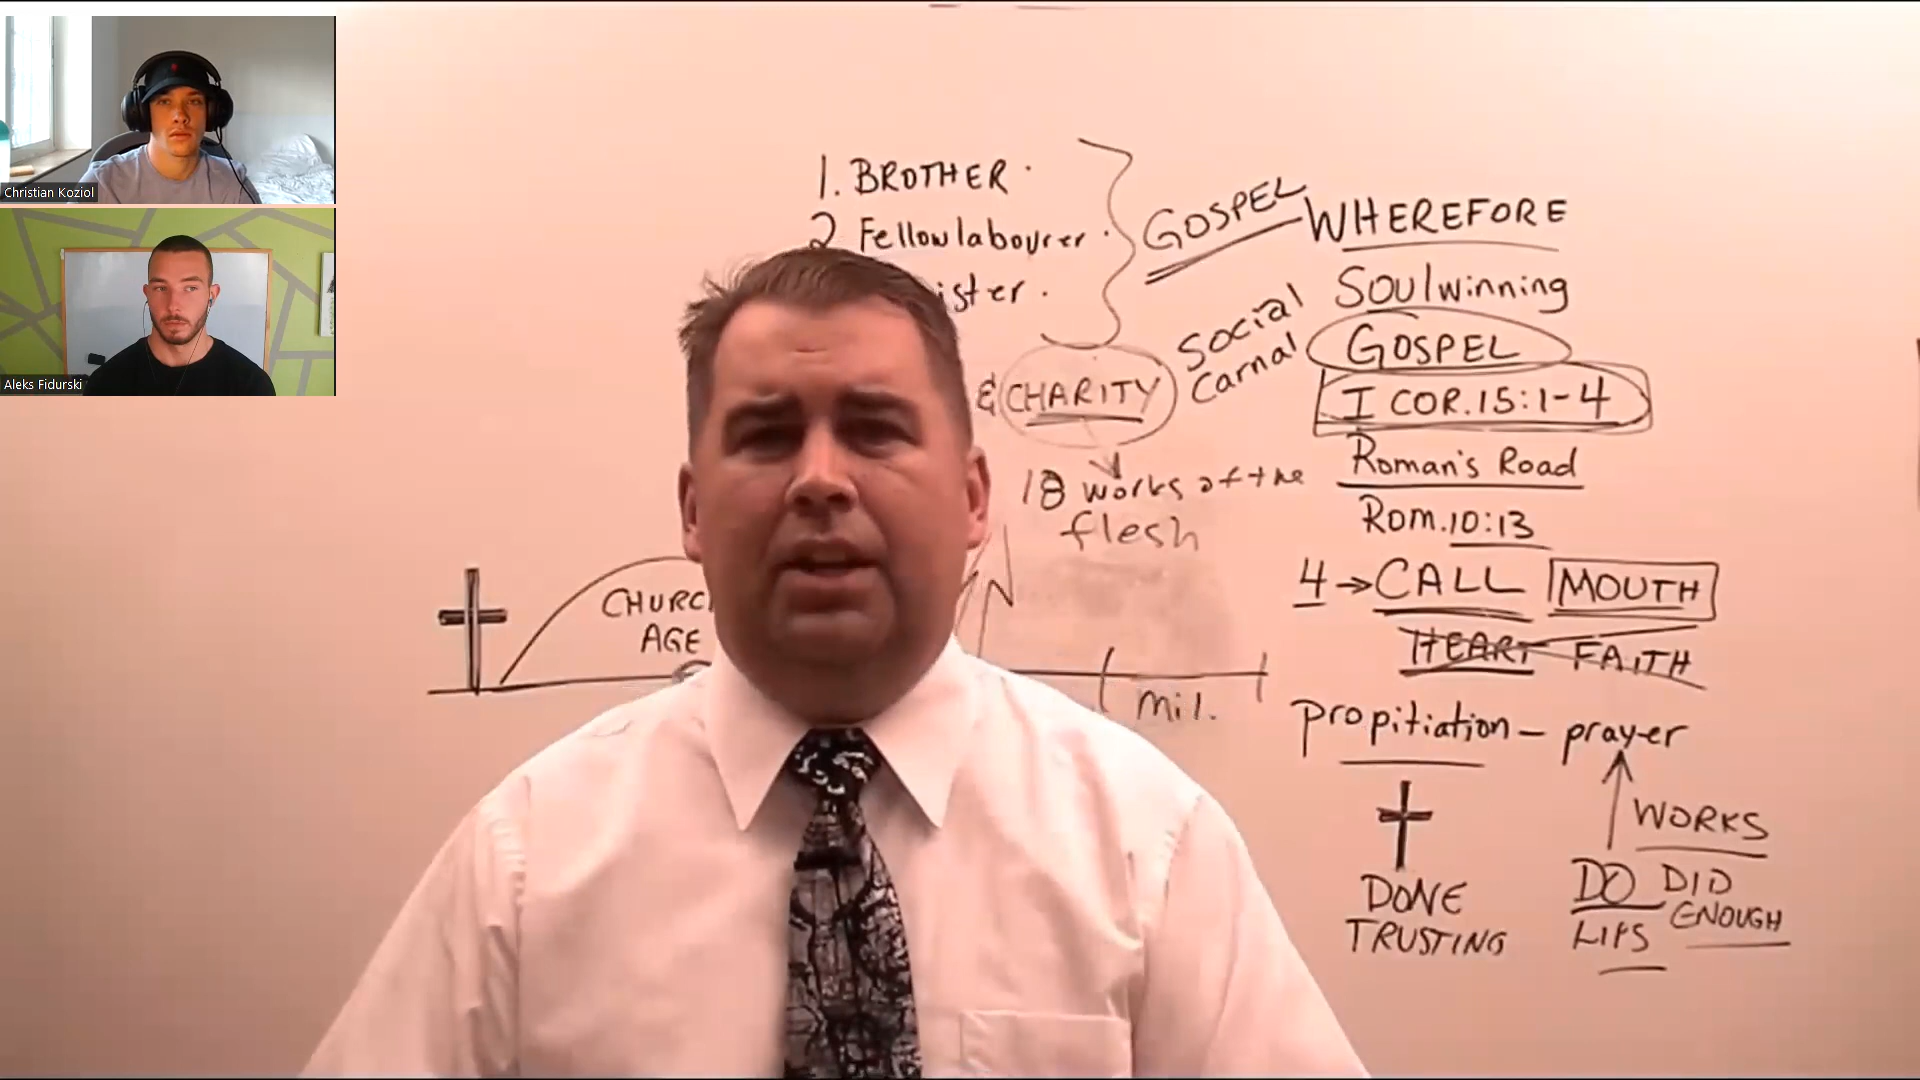 Christian Koziol
Aleks Fidurski
1. BROTHER.
2 Fellowlabourer.
ister.
& CHARITY
18 works of the
flesh
GOSPEL
Social
Carnal
WHEREFORE
Soulwinning
GOSPEL
I COR.15:1-4
Roman's Road
Rom.10:13
4 → CALL MOUTH
HEART FAITH
propitiation - prayer
WORKS
DONE
TRUSTING
DO DID
ENOUGH
LIPS
CHURC
AGE
Mil.